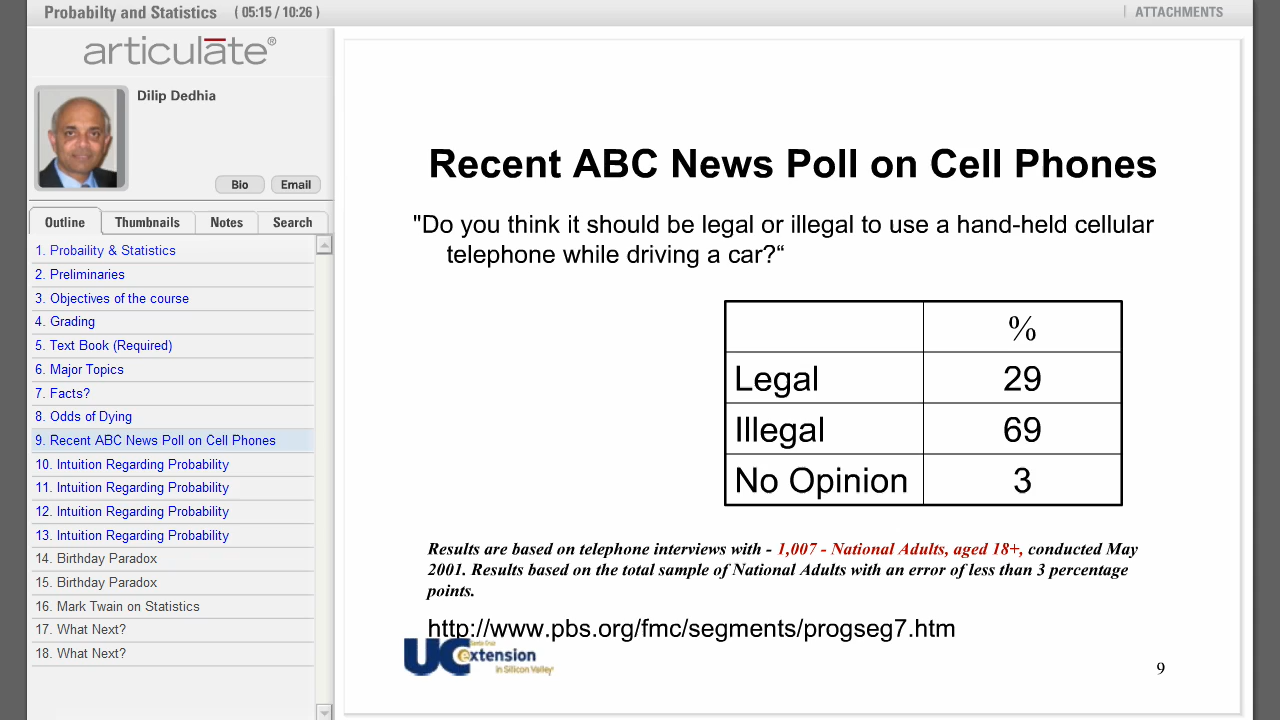 Probabilty and Statistics ( 05:15 / 10:26 )
ATTACHMENTS
articulate®
Dilip Dedhia
Bio Email
Outline Thumbnails Notes Search
1. Probaility & Statistics
2. Preliminaries
3. Objectives of the course
4. Grading
5. Text Book (Required)
6. Major Topics
7. Facts?
8. Odds of Dying
9. Recent ABC News Poll on Cell Phones
10. Intuition Regarding Probability
11. Intuition Regarding Probability
12. Intuition Regarding Probability
13. Intuition Regarding Probability
14. Birthday Paradox
15. Birthday Paradox
16. Mark Twain on Statistics
17. What Next?
18. What Next?
Recent ABC News Poll on Cell Phones
"Do you think it should be legal or illegal to use a hand-held cellular
telephone while driving a car?“
%
Legal 29
Illegal 69
No Opinion 3
Results are based on telephone interviews with - 1,007 - National Adults, aged 18+, conducted May
2001. Results based on the total sample of National Adults with an error of less than 3 percentage
points.
http://www.pbs.org/fmc/segments/progseg7.htm
UC Santa Cruz extension
in Silicon Valley
9